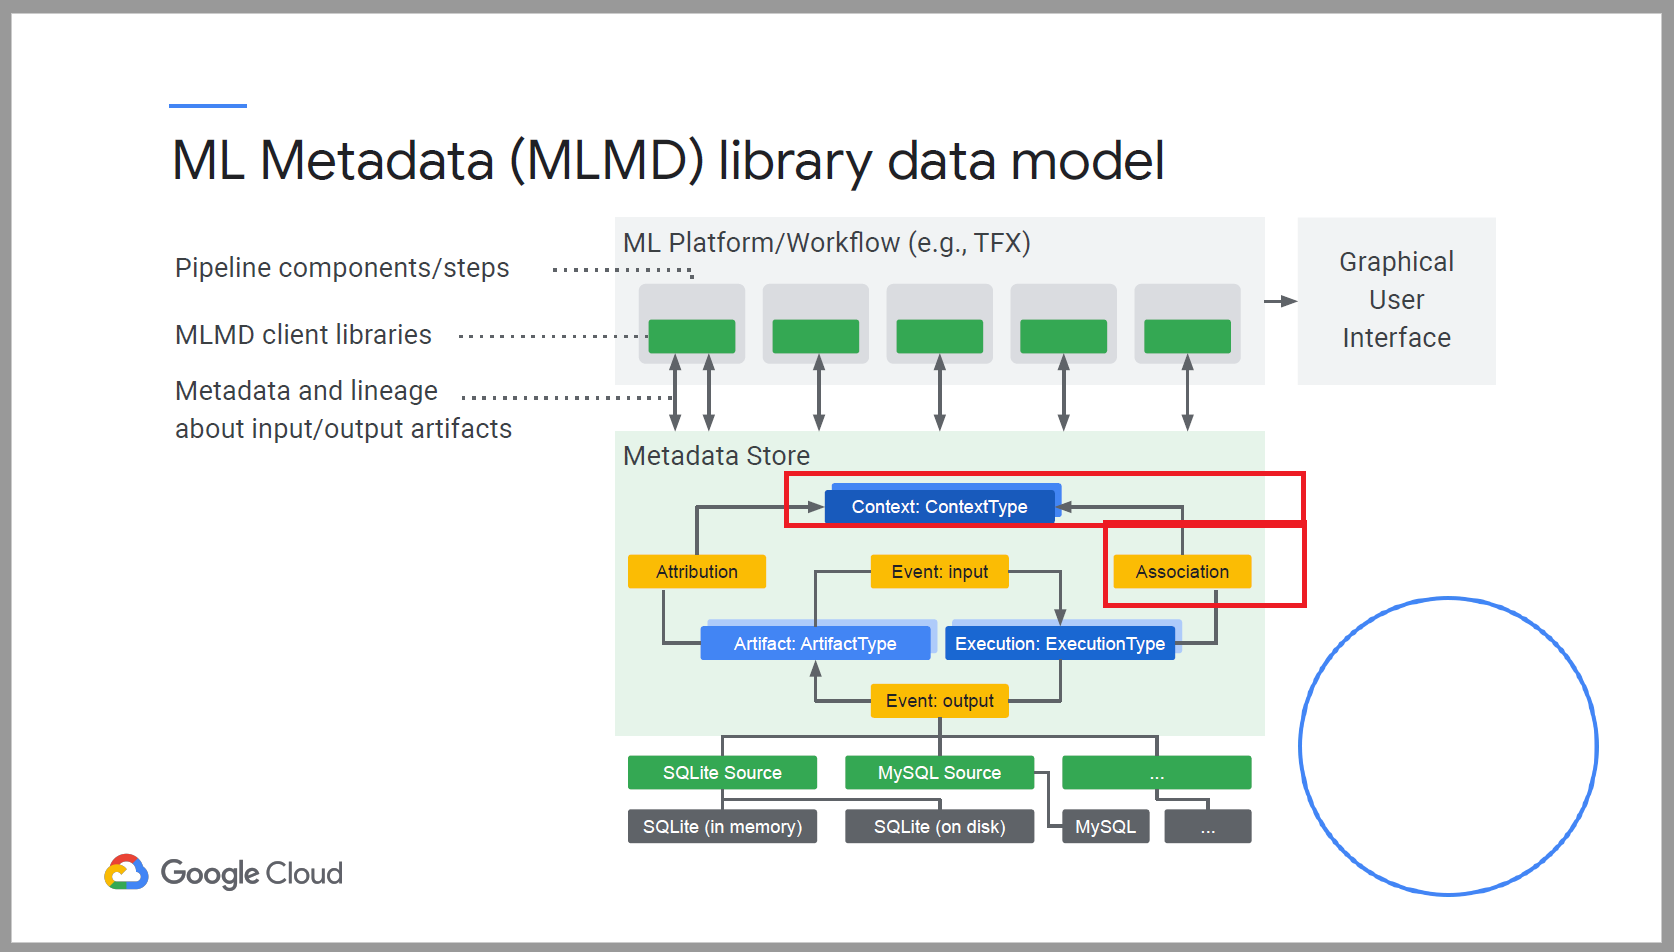 ML Metadata (MLMD) library data model
Pipeline components/steps
MLMD client libraries
Metadata and lineage
about input/output artifacts
ML Platform/Workflow (e.g., TFX)
Graphical
User
Interface
Metadata Store
Context: ContextType
Attribution
Event: input
Association
Artifact: ArtifactType
Execution: ExecutionType
Event: output
SQLite Source
MySQL Source
...
SQLite (in memory)
SQLite (on disk)
MySQL
...
Google Cloud